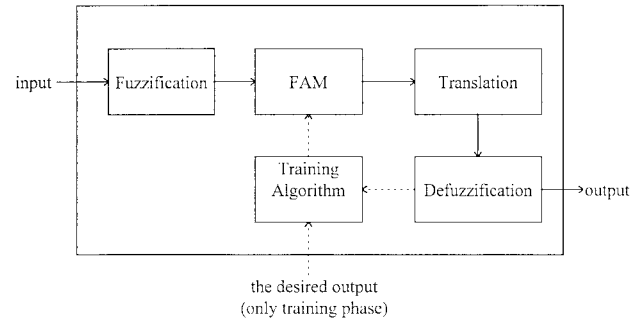 input
Fuzzification
FAM
Translation
Training
Algorithm
Defuzzification
output
the desired output
(only training phase)